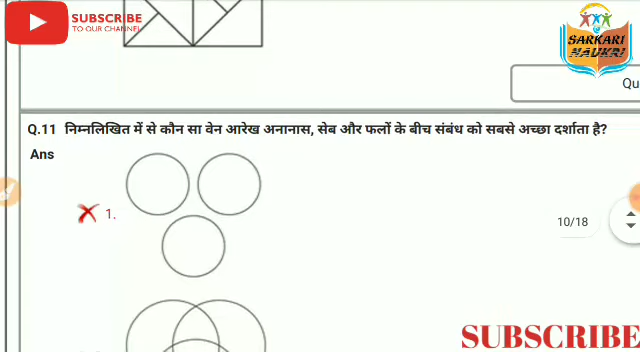 SUBSCRIBE
TO OUR CHANNEL
SARKARI
NAUKRI
Qu
Q.11 निम्नलिखित में से कौन सा वेन आरेख अनानास, सेब और फलों के बीच संबंध को सबसे अच्छा दर्शाता है?
Ans
1.
10/18
SUBSCRIBE